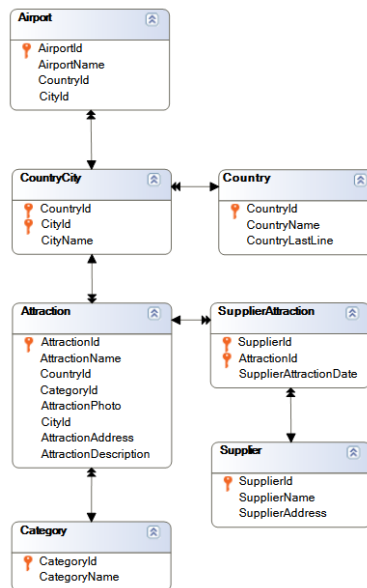 Airport
AirportId
AirportName
CountryId
CityId
CountryCity
CountryId
CityId
CityName
Country
CountryId
CountryName
CountryLastLine
Attraction
AttractionId
AttractionName
CountryId
CategoryId
AttractionPhoto
CityId
AttractionAddress
AttractionDescription
SupplierAttraction
SupplierId
AttractionId
SupplierAttractionDate
Supplier
SupplierId
SupplierName
SupplierAddress
Category
CategoryId
CategoryName